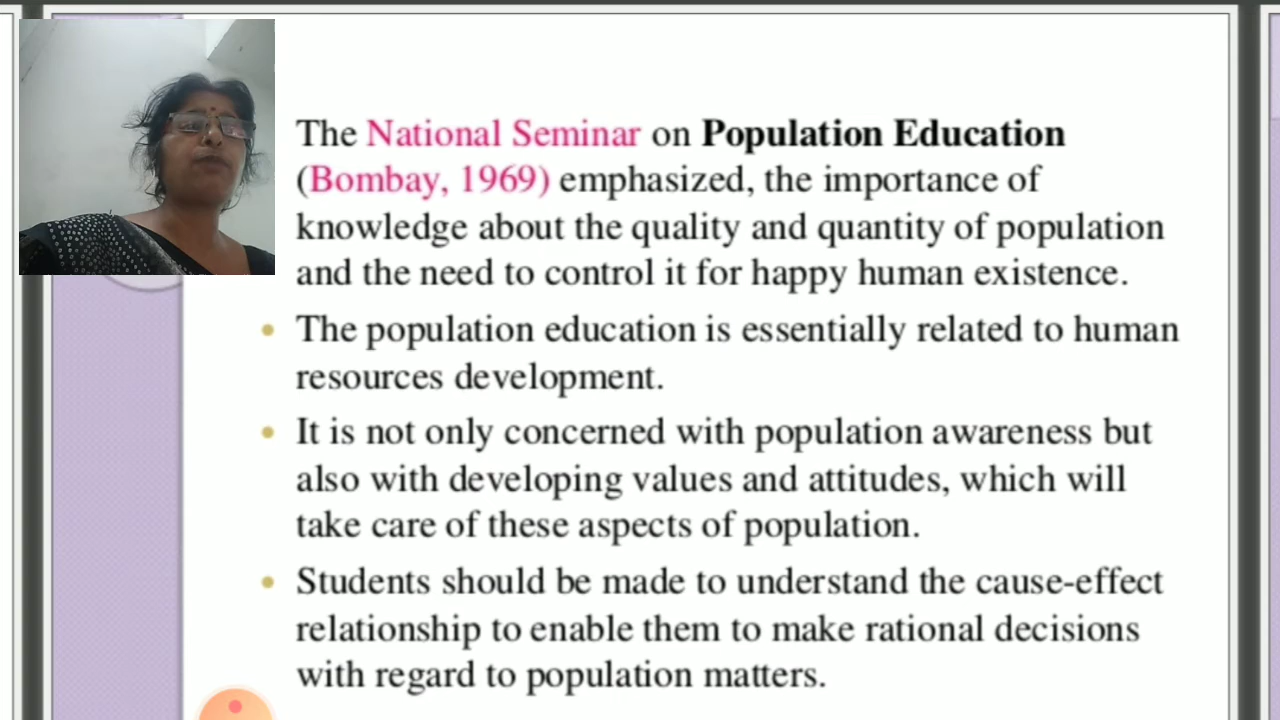 The National Seminar on Population Education
(Bombay, 1969) emphasized, the importance of
knowledge about the quality and quantity of population
and the need to control it for happy human existence.
The population education is essentially related to human
resources development.
It is not only concerned with population awareness but
also with developing values and attitudes, which will
take care of these aspects of population.
Students should be made to understand the cause-effect
relationship to enable them to make rational decisions
with regard to population matters.